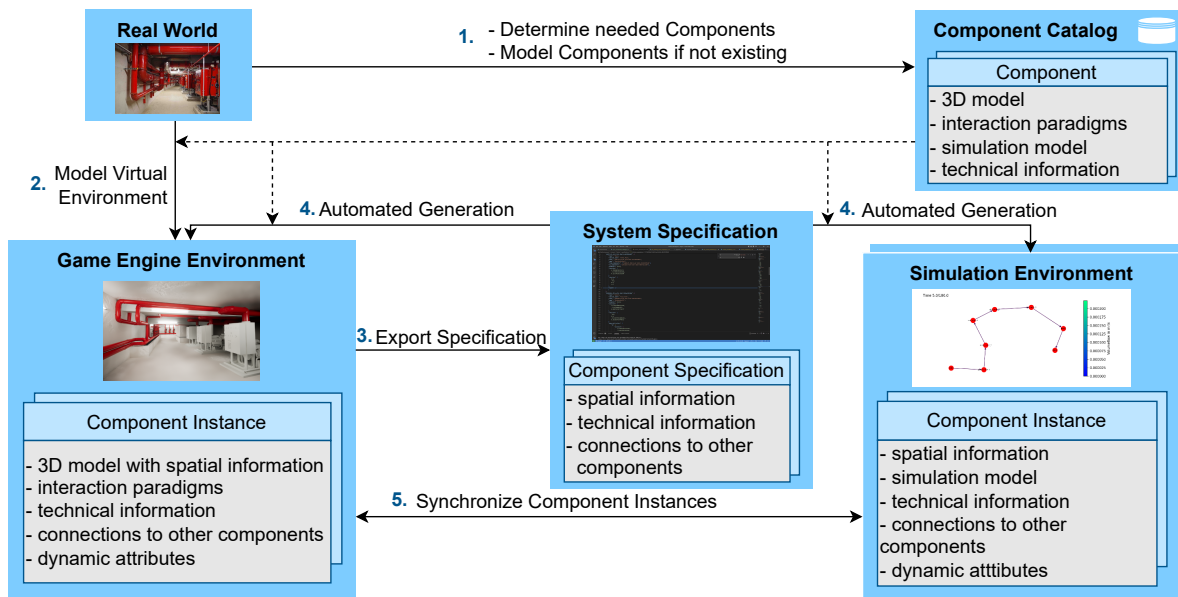 Real World
1.
- Determine needed Components
- Model Components if not existing
Component Catalog
Component
- 3D model
- interaction paradigms
- simulation model
- technical information
2.
Model Virtual
Environment
4. Automated Generation
4. Automated Generation
Game Engine Environment
System Specification
Simulation Environment
3. Export Specification
Component Specification
- spatial information
- technical information
- connections to other
components
Component Instance
- 3D model with spatial information
- interaction paradigms
- technical information
- connections to other components
- dynamic attributes
Component Instance
- spatial information
- simulation model
- technical information
- connections to other
components
- dynamic atttibutes
5. Synchronize Component Instances